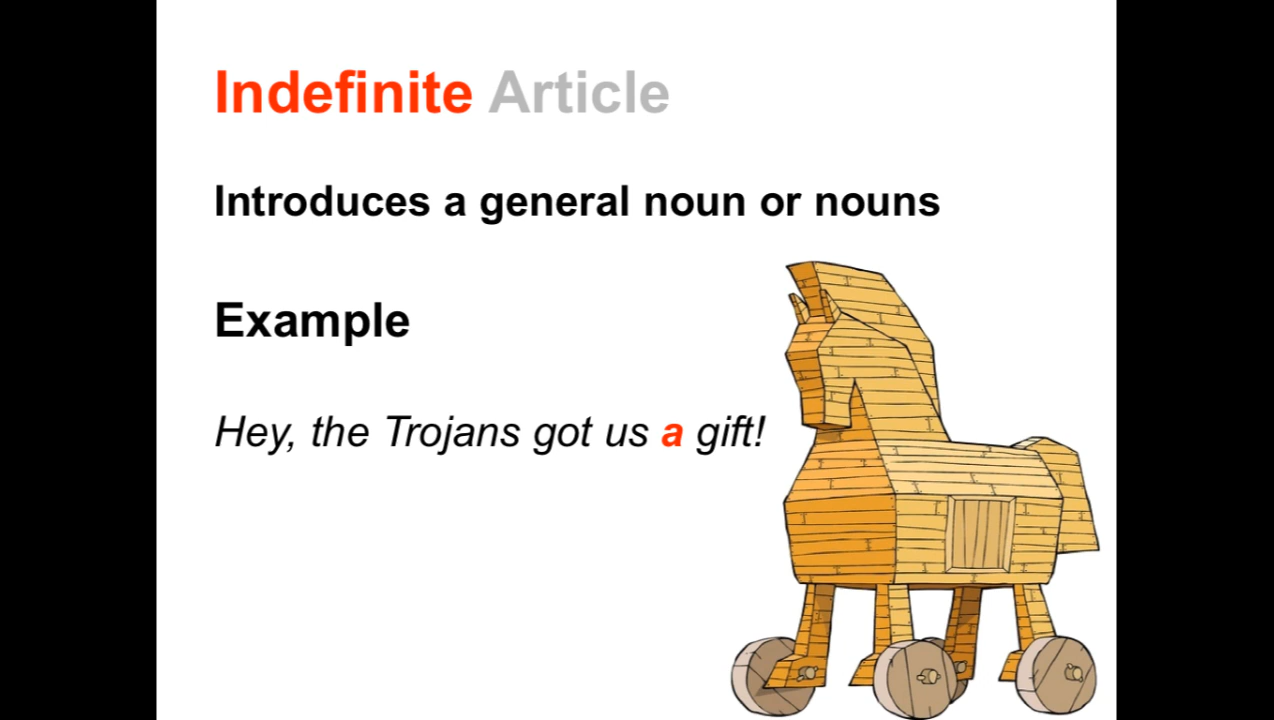 Indefinite Article
Introduces a general noun or nouns
Example
Hey, the Trojans got us a gift!